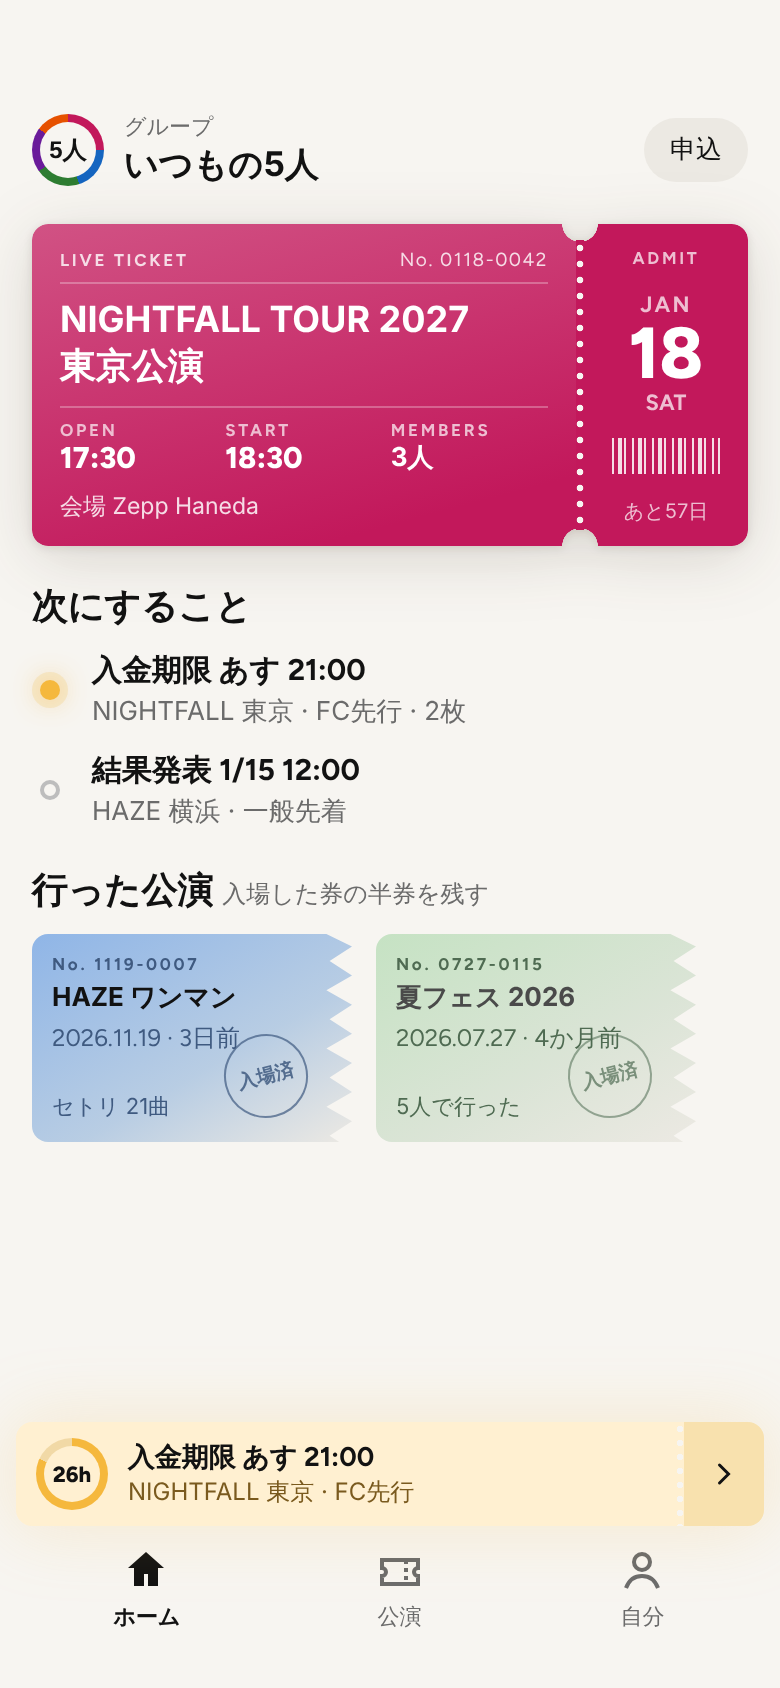 グループ
5人
いつもの5人
申込
LIVE TICKET
No. 0118-0042
NIGHTFALL TOUR 2027
東京公演
OPEN
START
MEMBERS
17:30
18:30
3人
会場 Zepp Haneda
ADMIT
JAN
18
SAT
あと57日
次にすること
入金期限 あす 21:00
NIGHTFALL 東京 · FC先行 · 2枚
結果発表 1/15 12:00
HAZE 横浜 · 一般先着
行った公演 入場した券の半券を残す
No. 1119-0007
HAZE ワンマン
2026.11.19 · 3日前
入場済
セトリ 21曲
No. 0727-0115
夏フェス 2026
2026.07.27 · 4か月前
入場済
5人で行った
26h
入金期限 あす 21:00
NIGHTFALL 東京 · FC先行
ホーム
公演
自分